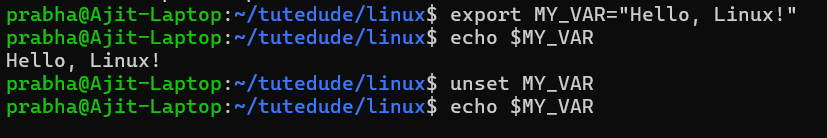 prabha@Ajit-Laptop:~/tutedude/linux$ export MY_VAR="Hello, Linux!"
prabha@Ajit-Laptop:~/tutedude/linux$ echo $MY_VAR
Hello, Linux!
prabha@Ajit-Laptop:~/tutedude/linux$ unset MY_VAR
prabha@Ajit-Laptop:~/tutedude/linux$ echo $MY_VAR